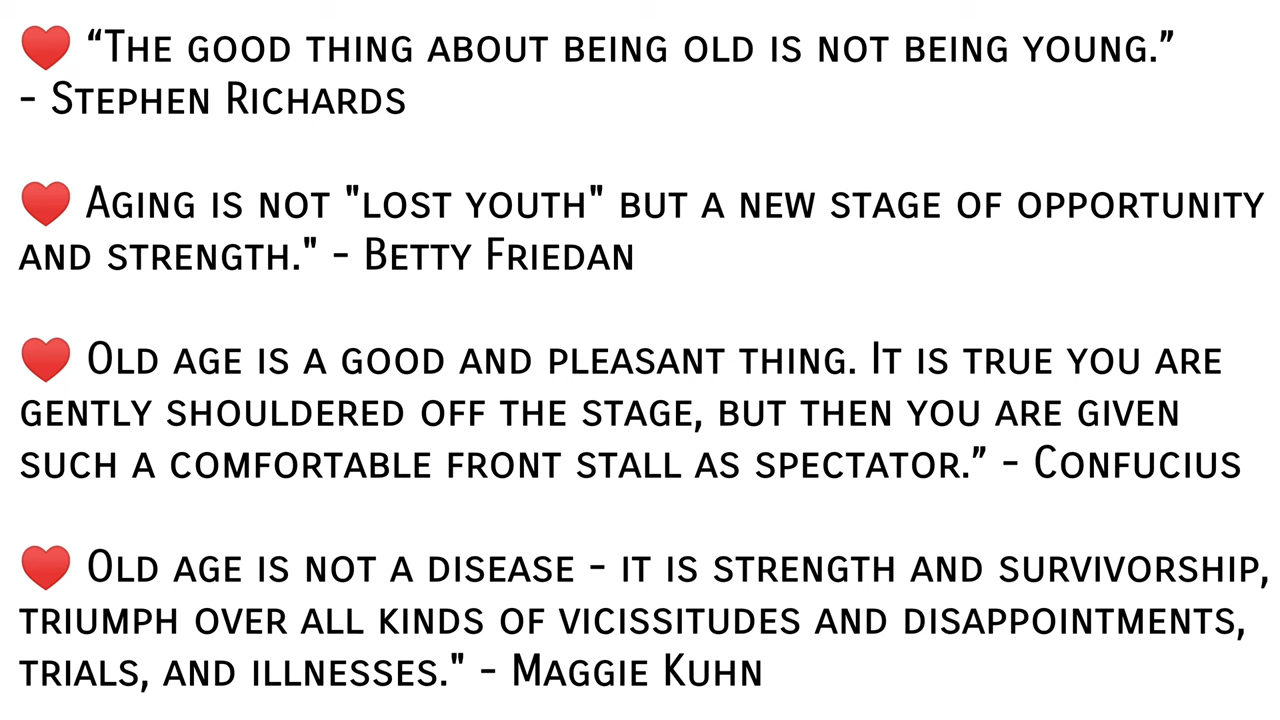 ❤️ “The good thing about being old is not being young.”
- Stephen Richards
❤️ Aging is not "lost youth" but a new stage of opportunity
and strength." - Betty Friedan
❤️ Old age is a good and pleasant thing. It is true you are
gently shouldered off the stage, but then you are given
such a comfortable front stall as spectator.” - Confucius
❤️ Old age is not a disease - it is strength and survivorship,
triumph over all kinds of vicissitudes and disappointments,
trials, and illnesses." - Maggie Kuhn